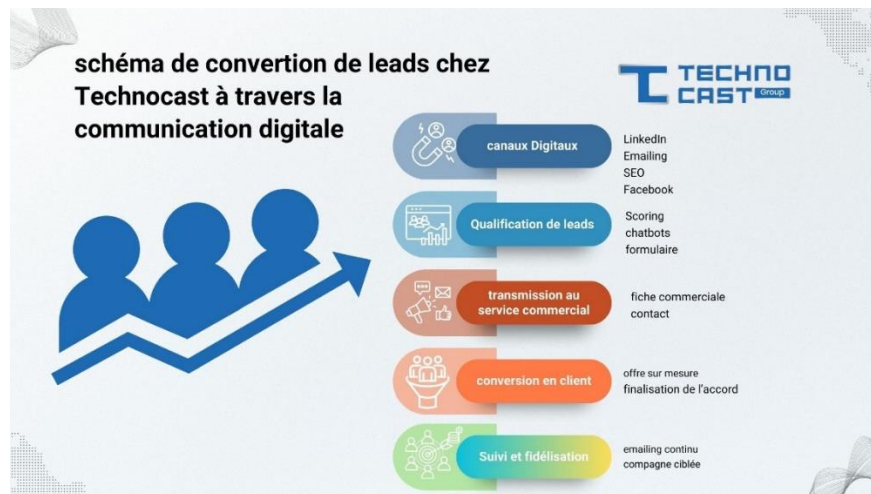 schéma de convertion de leads chez
Technocast à travers la
communication digitale
TECHNO
CAST Group
canaux Digitaux
LinkedIn
Emailing
SEO
Facebook
Qualification de leads
Scoring
chatbots
formulaire
transmission au
service commercial
fiche commerciale
contact
conversion en client
offre sur mesure
finalisation de l'accord
Suivi et fidélisation
emailing continu
compagne ciblée